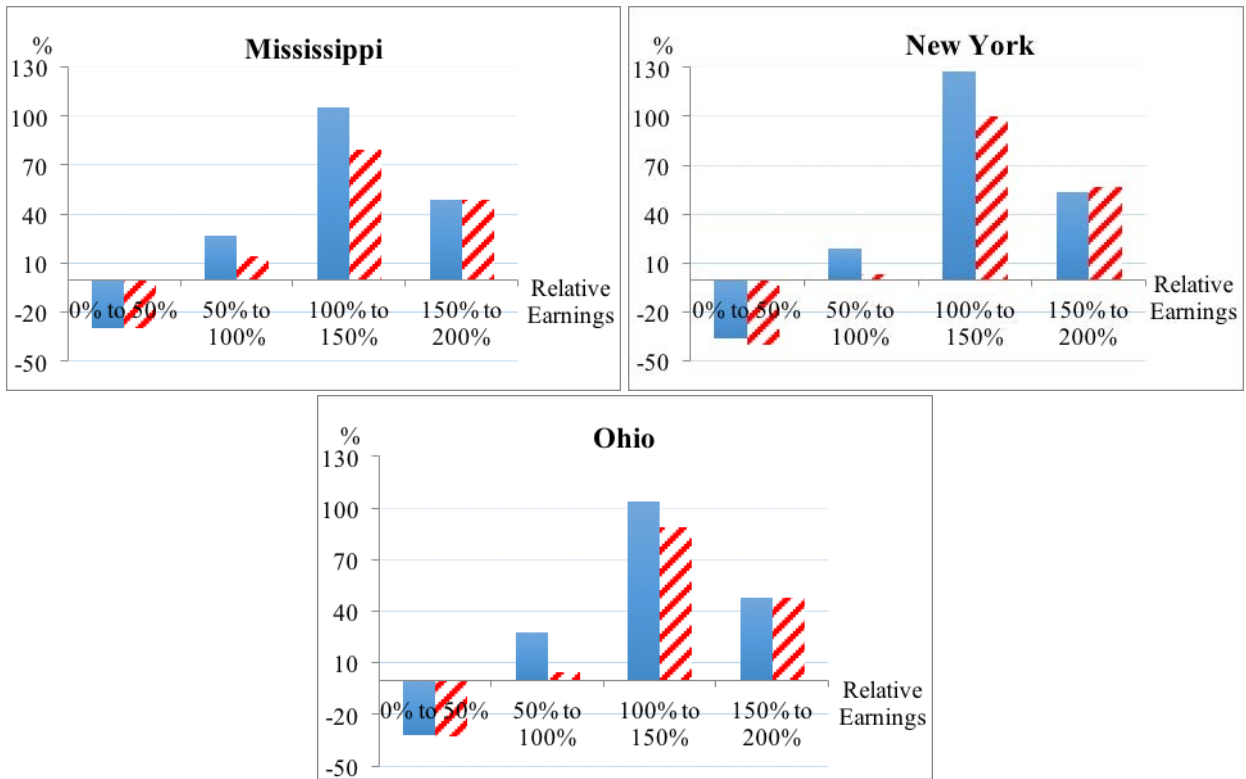 Mississippi
%
130
100
70
40
10
-20
-50
0% to 50%
50% to
100%
100% to
150%
150% to
200%
Relative
Earnings
New York
%
130
100
70
40
10
-20
-50
0% to 50%
50% to
100%
100% to
150%
150% to
200%
Relative
Earnings
Ohio
%
130
100
70
40
10
-20
-50
0% to 50%
50% to
100%
100% to
150%
150% to
200%
Relative
Earnings